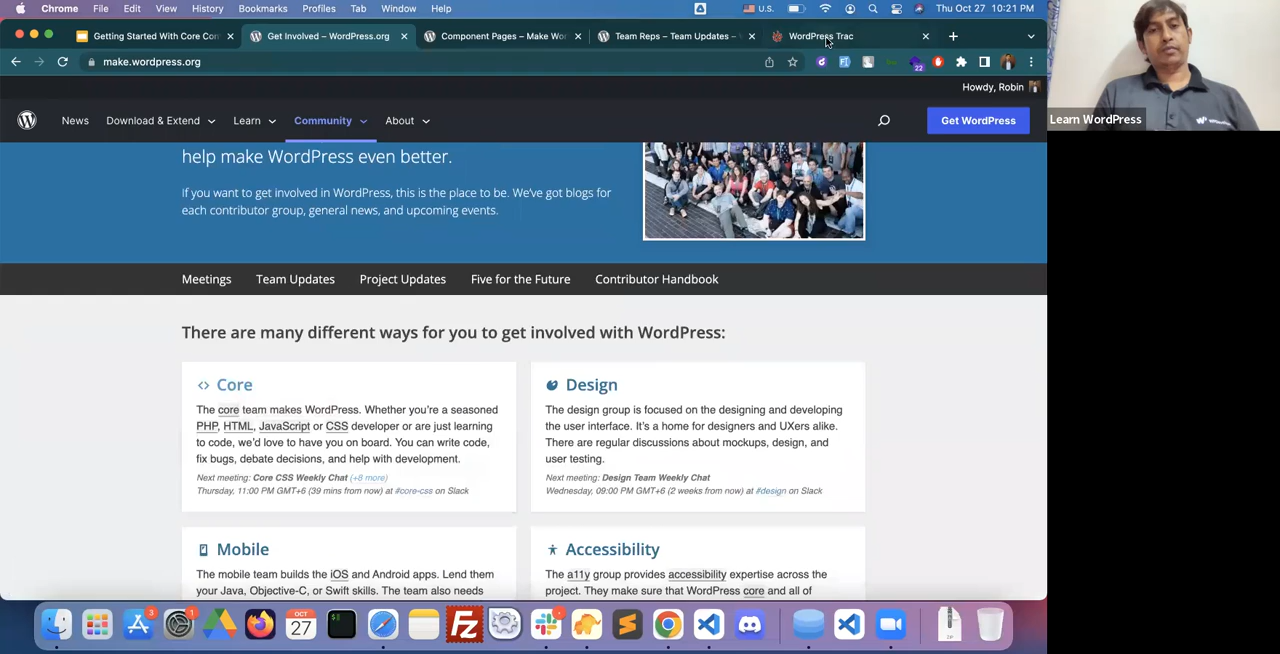 Chrome File Edit View History Bookmarks Profiles Tab Window Help
U.S.
Thu Oct 27 10:21 PM
Getting Started With Core Con
Get Involved – WordPress.org
Component Pages – Make Wor
Team Reps – Team Updates –
WordPress Trac
make.wordpress.org
22
Howdy, Robin
News
Download & Extend
Learn
Community
About
Get WordPress
help make WordPress even better.
If you want to get involved in WordPress, this is the place to be. We've got blogs for
each contributor group, general news, and upcoming events.
Meetings
Team Updates
Project Updates
Five for the Future
Contributor Handbook
There are many different ways for you to get involved with WordPress:
Core
The core team makes WordPress. Whether you're a seasoned
PHP, HTML, JavaScript or CSS developer or are just learning
to code, we'd love to have you on board. You can write code,
fix bugs, debate decisions, and help with development.
Next meeting: Core CSS Weekly Chat (+8 more)
Thursday, 11:00 PM GMT+6 (39 mins from now) at #core-css on Slack
Design
The design group is focused on the designing and developing
the user interface. It's a home for designers and UXers alike.
There are regular discussions about mockups, design, and
user testing.
Next meeting: Design Team Weekly Chat
Wednesday, 09:00 PM GMT+6 (2 weeks from now) at #design on Slack
Mobile
The mobile team builds the iOS and Android apps. Lend them
your Java, Objective-C, or Swift skills. The team also needs
Accessibility
The a11y group provides accessibility expertise across the
project. They make sure that WordPress core and all of
Learn WordPress
3
1
OCT
27
Fz
ZIP